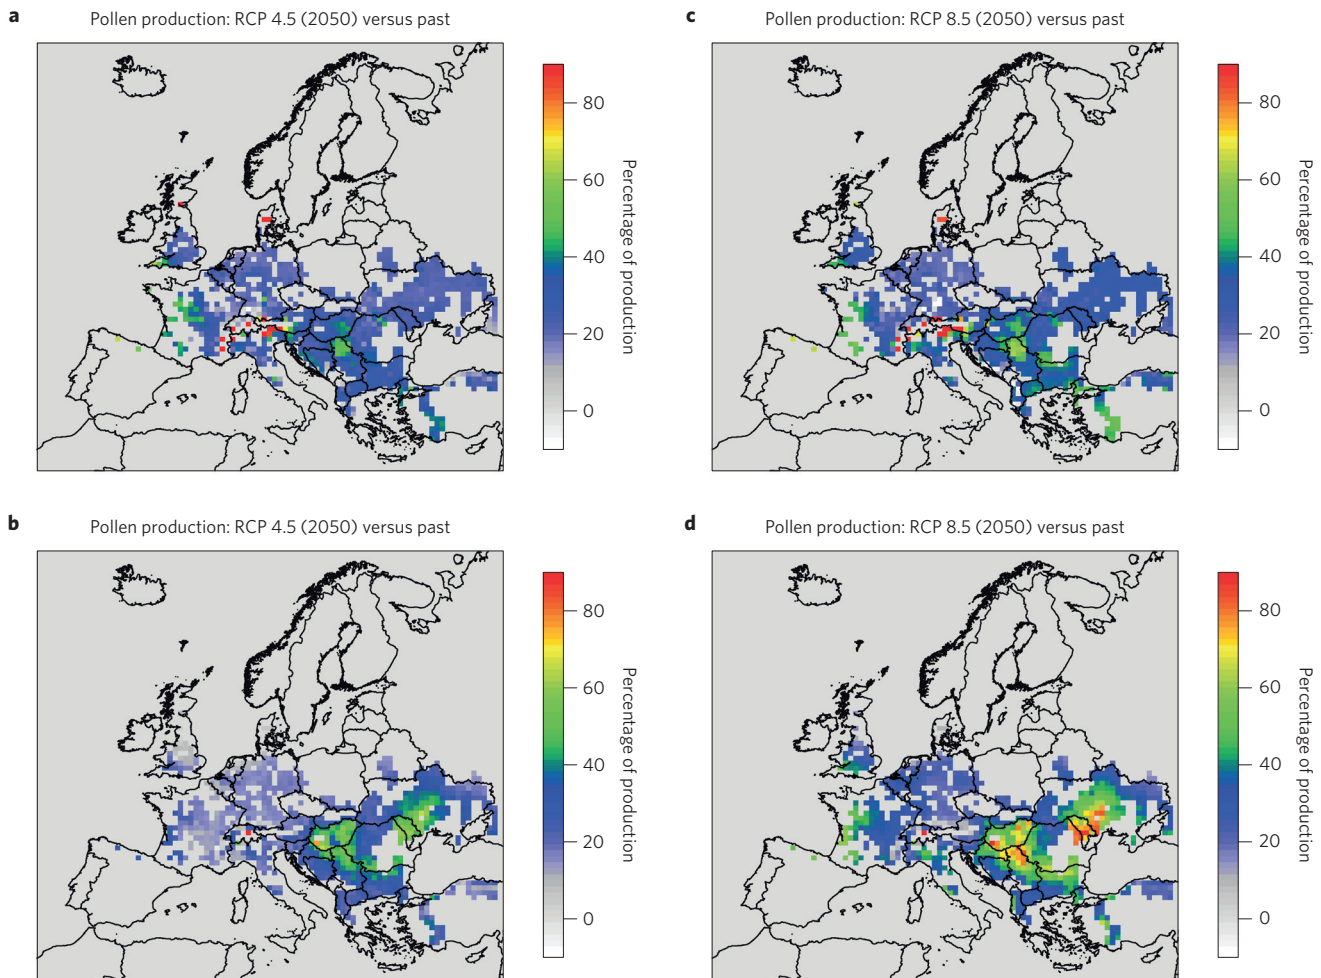 a
Pollen production: RCP 4.5 (2050) versus past
80
60
40
20
0
Percentage of production
c
Pollen production: RCP 8.5 (2050) versus past
80
60
40
20
0
Percentage of production
b
Pollen production: RCP 4.5 (2050) versus past
80
60
40
20
0
Percentage of production
d
Pollen production: RCP 8.5 (2050) versus past
80
60
40
20
0
Percentage of production